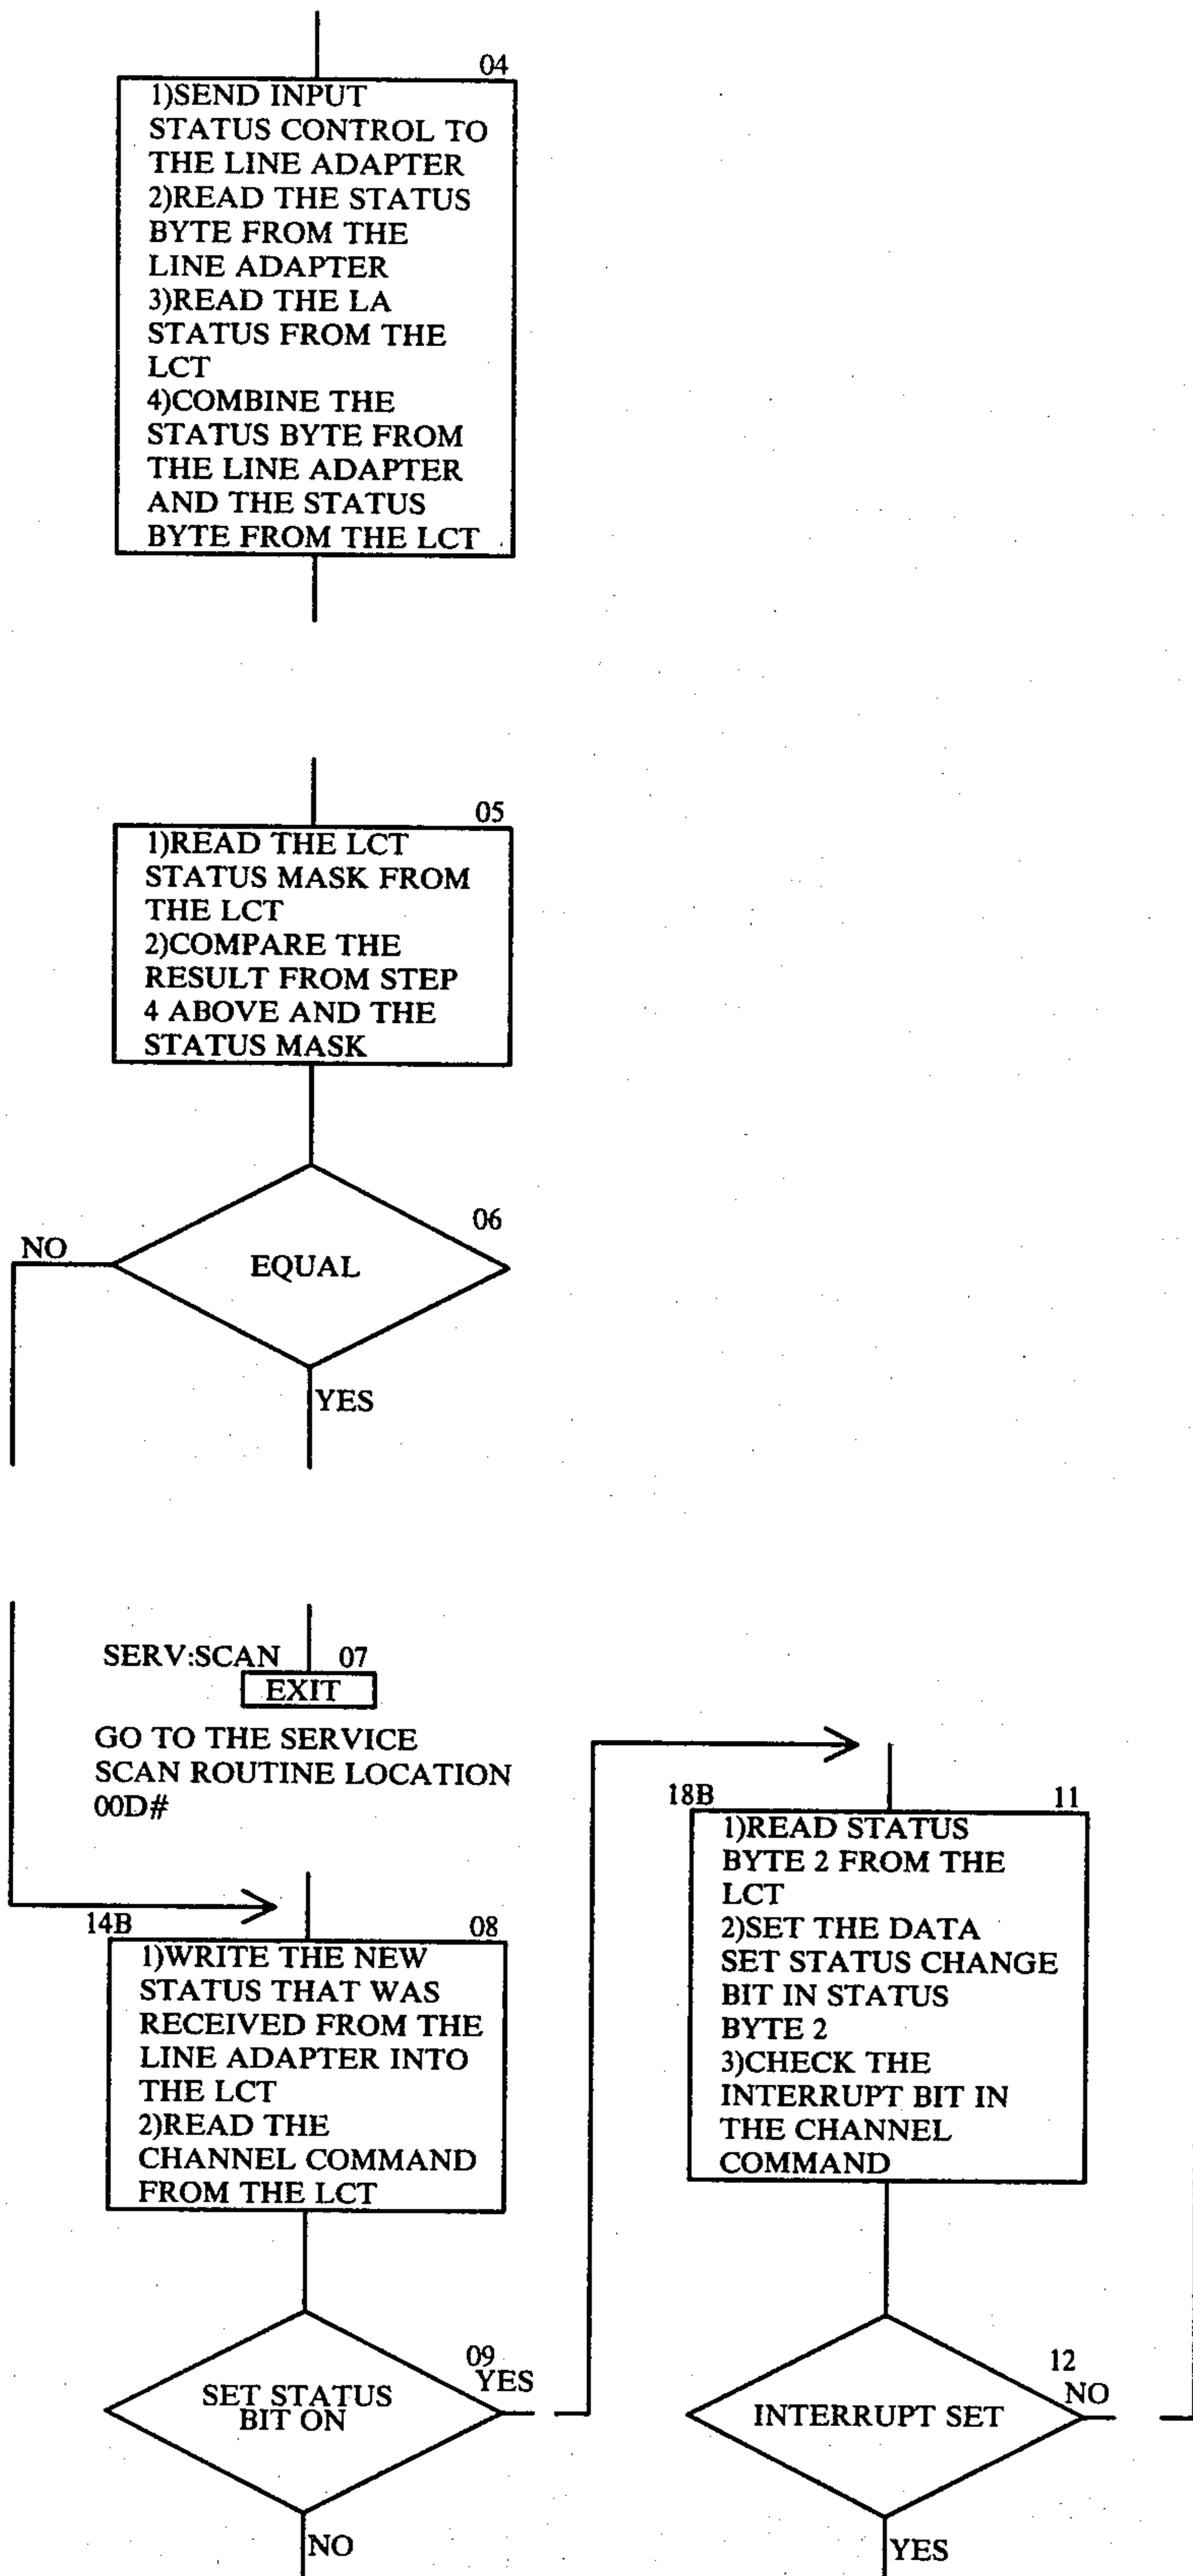 04
1)SEND INPUT
STATUS CONTROL TO
THE LINE ADAPTER
2)READ THE STATUS
BYTE FROM THE
LINE ADAPTER
3)READ THE LA
STATUS FROM THE
LCT
4)COMBINE THE
STATUS BYTE FROM
THE LINE ADAPTER
AND THE STATUS
BYTE FROM THE LCT
05
1)READ THE LCT
STATUS MASK FROM
THE LCT
2)COMPARE THE
RESULT FROM STEP
4 ABOVE AND THE
STATUS MASK
06
NO
EQUAL
YES
SERV:SCAN 07
EXIT
GO TO THE SERVICE
SCAN ROUTINE LOCATION
00D#
14B 08
1)WRITE THE NEW
STATUS THAT WAS
RECEIVED FROM THE
LINE ADAPTER INTO
THE LCT
2)READ THE
CHANNEL COMMAND
FROM THE LCT
09
YES
SET STATUS
BIT ON
NO
18B 11
1)READ STATUS
BYTE 2 FROM THE
LCT
2)SET THE DATA
SET STATUS CHANGE
BIT IN STATUS
BYTE 2
3)CHECK THE
INTERRUPT BIT IN
THE CHANNEL
COMMAND
12
NO
INTERRUPT SET
YES